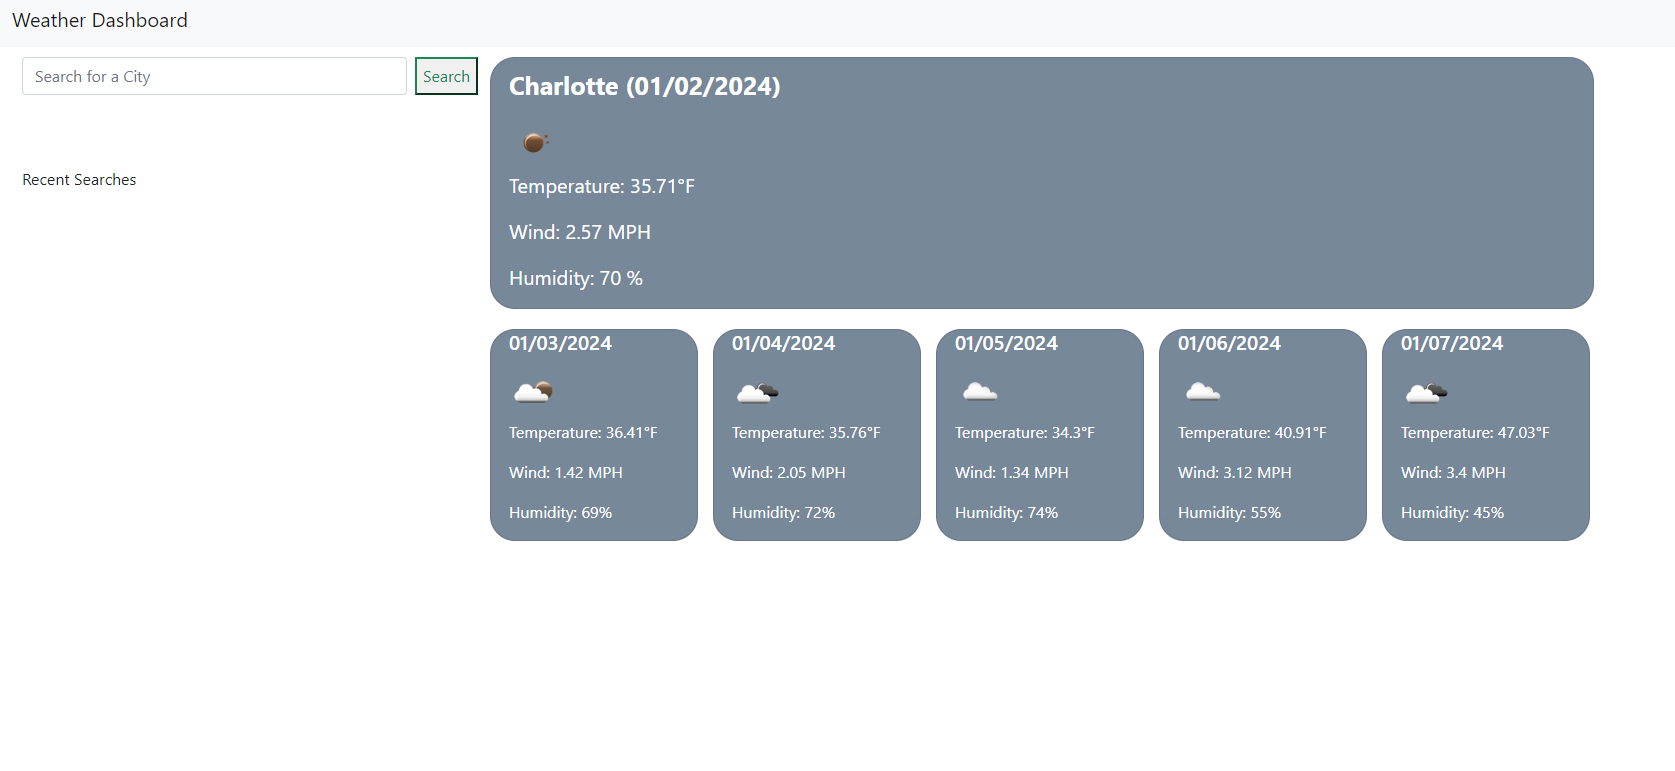 Weather Dashboard
Search for a City
Search
Recent Searches
Charlotte (01/02/2024)
Temperature: 35.71°F
Wind: 2.57 MPH
Humidity: 70 %
01/03/2024
Temperature: 36.41°F
Wind: 1.42 MPH
Humidity: 69%
01/04/2024
Temperature: 35.76°F
Wind: 2.05 MPH
Humidity: 72%
01/05/2024
Temperature: 34.3°F
Wind: 1.34 MPH
Humidity: 74%
01/06/2024
Temperature: 40.91°F
Wind: 3.12 MPH
Humidity: 55%
01/07/2024
Temperature: 47.03°F
Wind: 3.4 MPH
Humidity: 45%